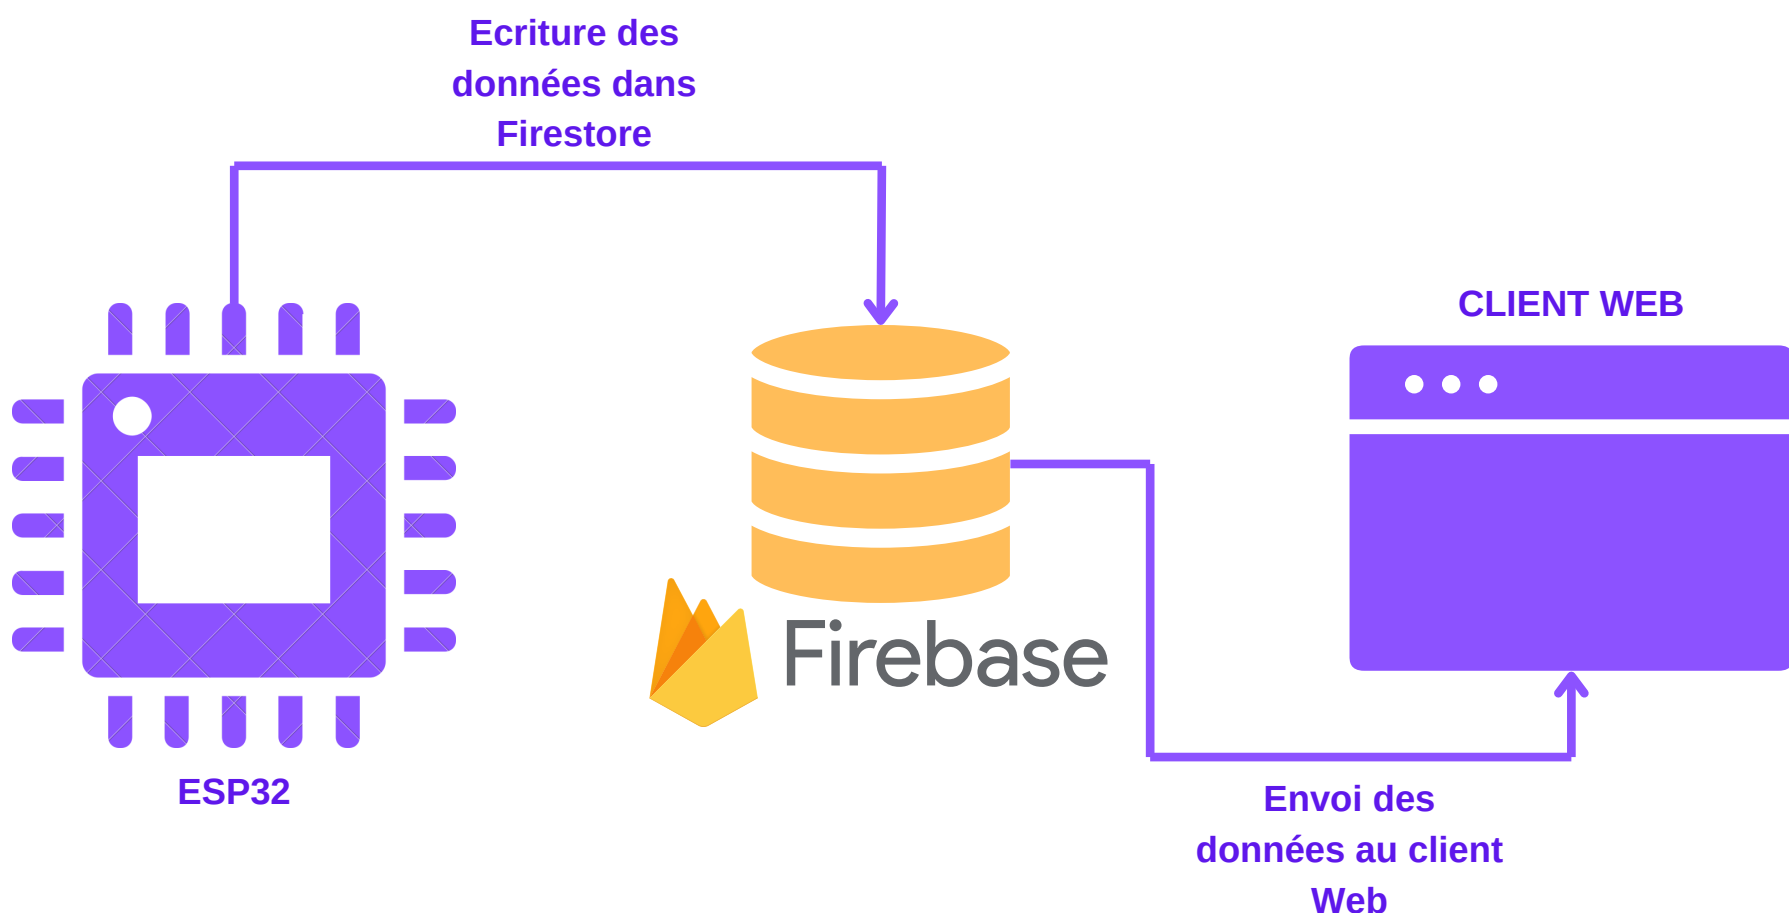 Ecriture des
données dans
Firestore
CLIENT WEB
Firebase
ESP32
Envoi des
données au client
Web